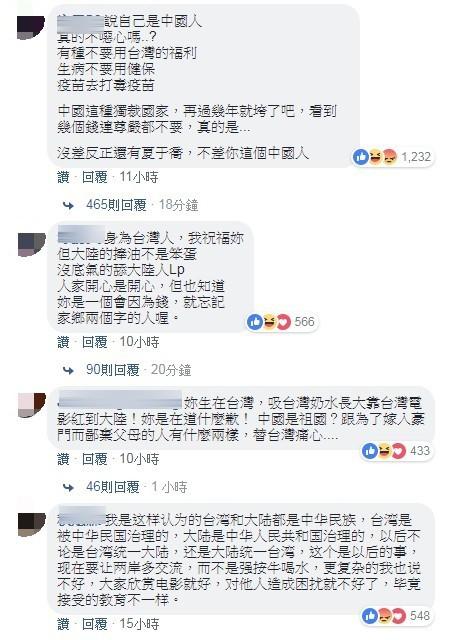 說自己是中國人
真的不噁心嗎..?
有種不要用台灣的福利
生病不要用健保
疫苗去打毒疫苗
中國這種獨裁國家，再過幾年就垮了吧，看到
幾個錢連尊嚴都不要，真的是...
沒差反正還有夏于喬，不差你這個中國人
1,232
讚 · 回覆 · 11小時
465則回覆 · 18分鐘
身為台灣人，我祝福妳
但大陸的捧油不是笨蛋
沒底氣的舔大陸人Lp
人家開心是開心，但也知道
妳是一個會因為錢，就忘記
家鄉兩個字的人喔。
566
讚 · 回覆 · 10小時
90則回覆 · 20分鐘
妳生在台灣，吸台灣奶水長大靠台灣電
影紅到大陸！妳是在道什麼歉！ 中國是祖國？跟為了嫁入豪
門而鄙棄父母的人有什麼兩樣，替台灣痛心....
433
讚 · 回覆 · 10小時
46則回覆 · 1 小時
我是这样认为的台湾和大陆都是中华民族，台湾是
被中华民国治理的，大陆是中华人民共和国治理的，以后不
论是台湾统一大陆，还是大陆统一台湾，这个是以后的事，
现在要让两岸多交流，而不是强按牛喝水，更复杂的我也说
不好，大家欣赏电影就好，对他人造成困扰就不好了，毕竟
接受的教育不一样。
548
讚 · 回覆 · 15小時